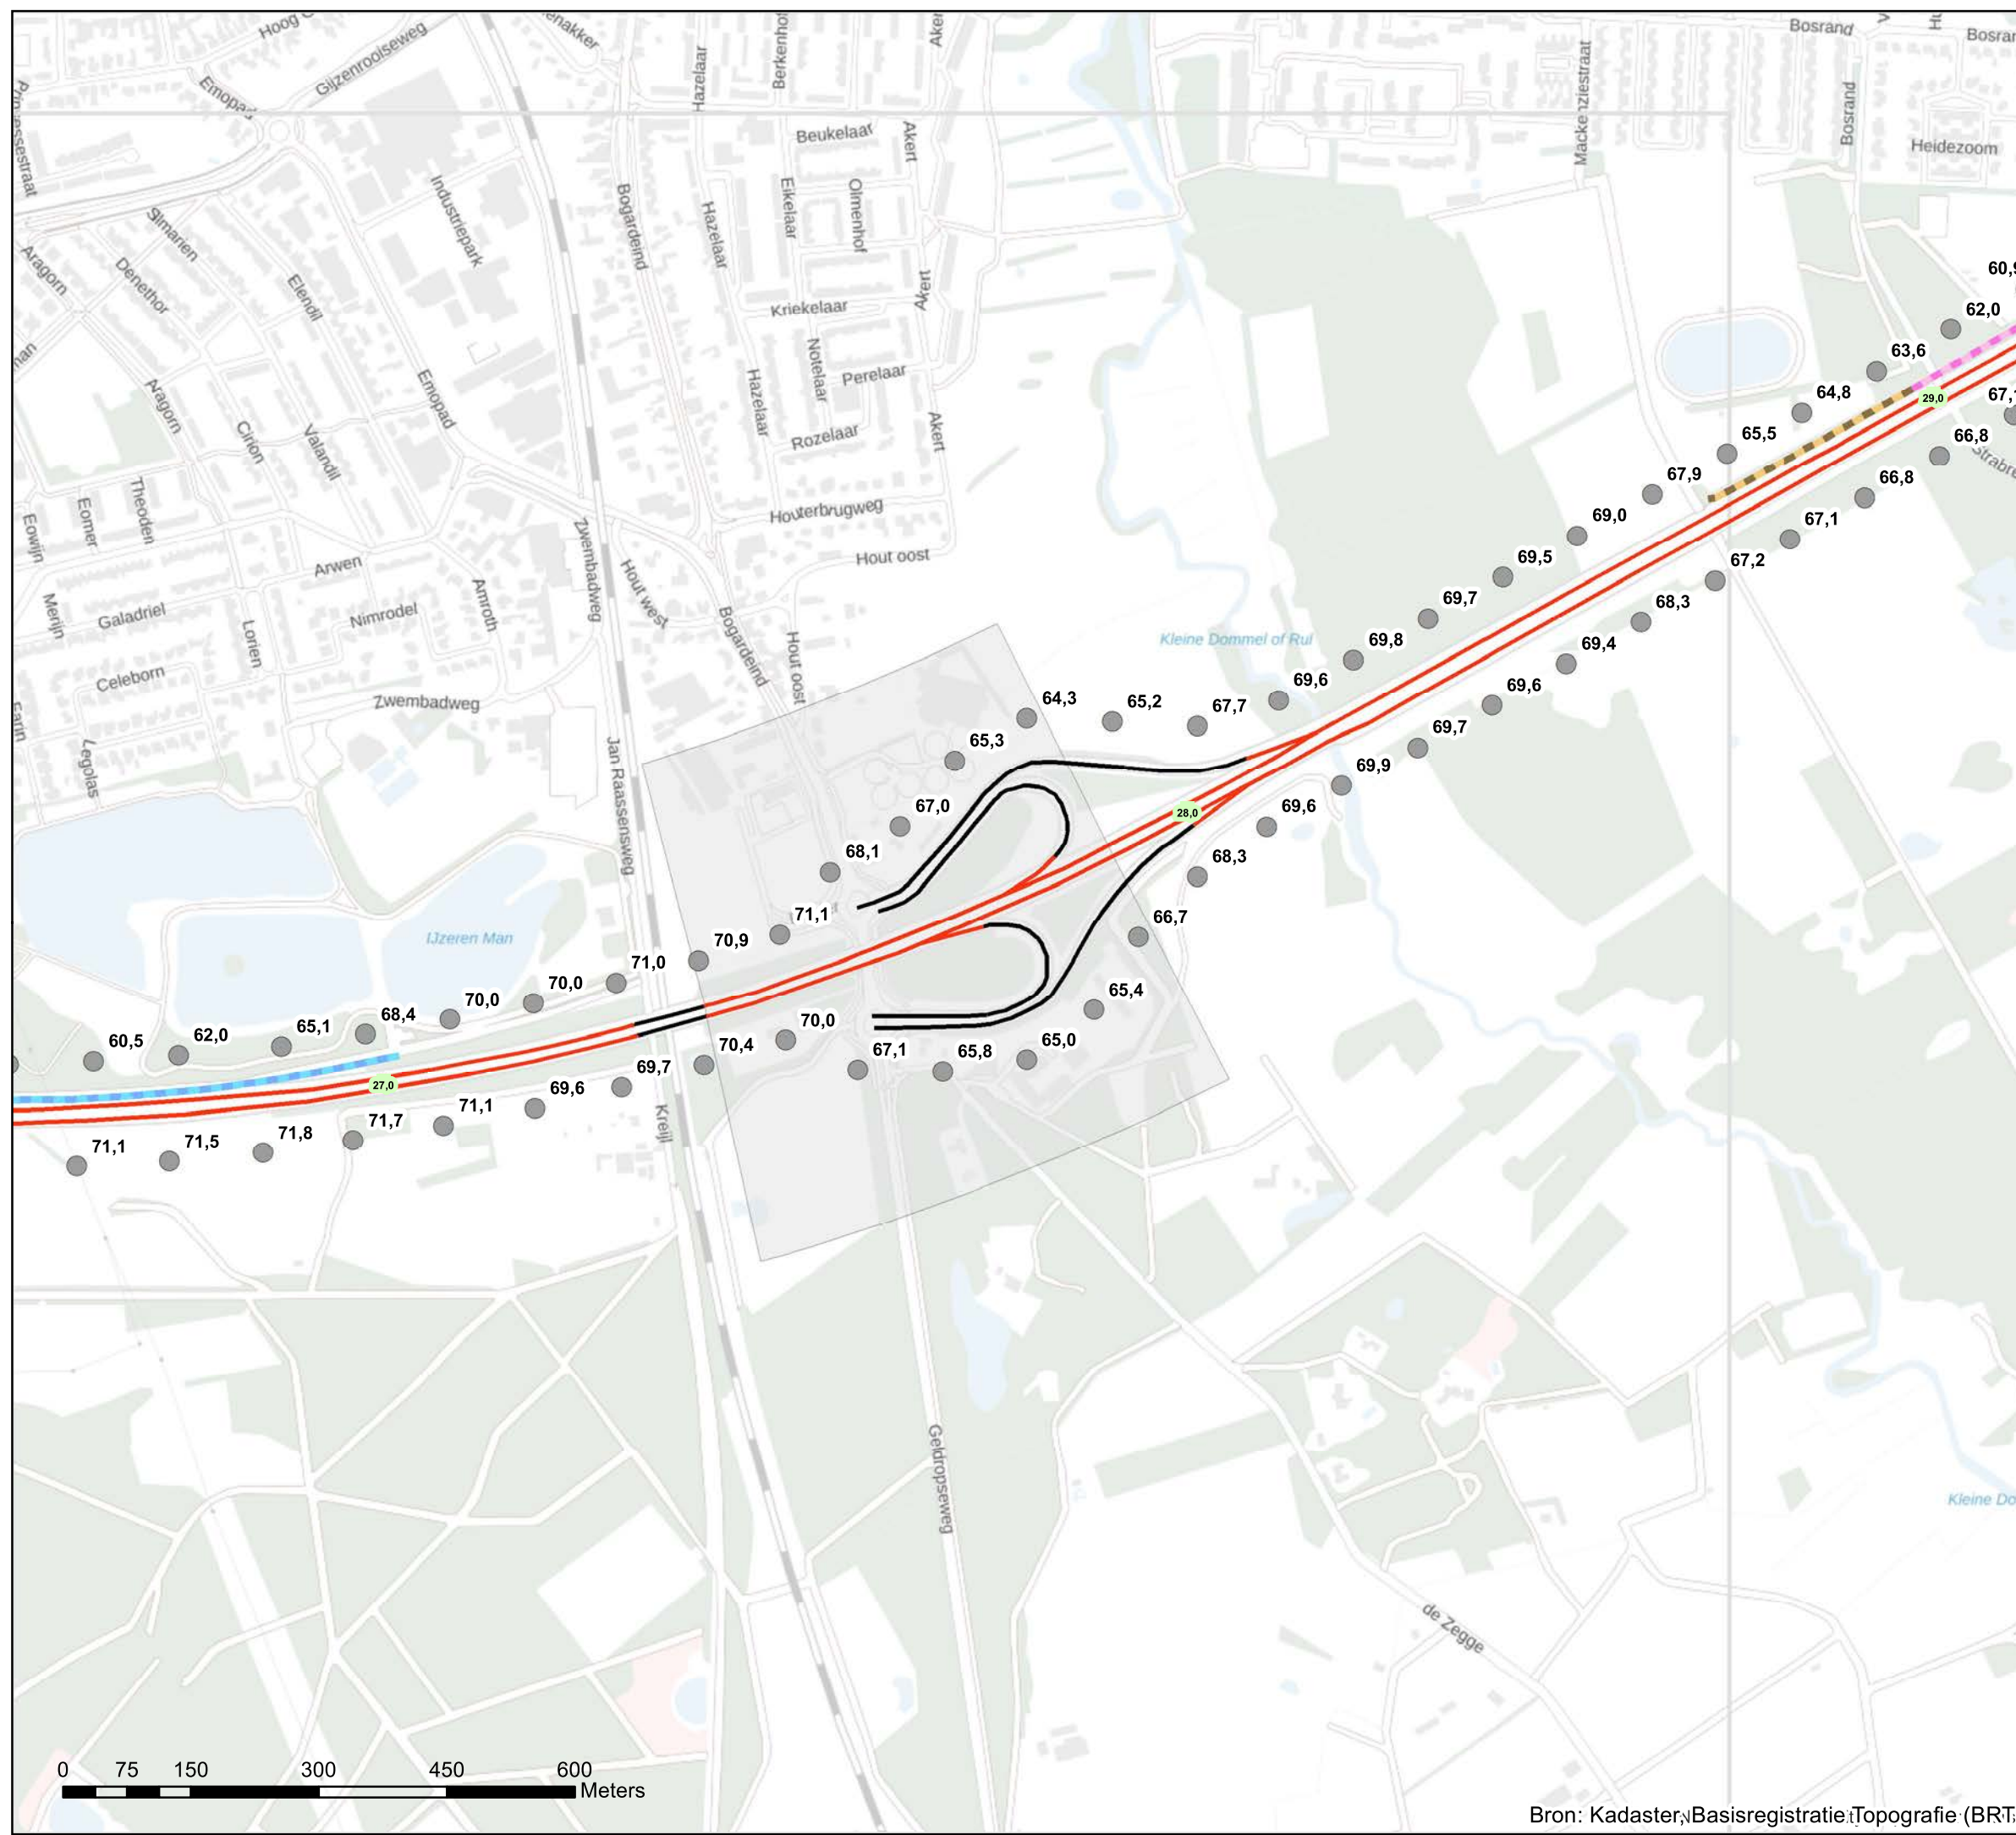 Emopad
Gijzenrooiseweg
Hazelaar
Bosrand
Mackenziestraat
Bosrand
Heidezoom
Beukelaar
Akert
Silmarien
Industriepark
Bogardeind
Hazelaar
Eikelaar
Olmenhof
Aragorn
Denethor
Elendil
Akert
Kriekelaar
60,9
62,0
63,6
64,8
29,0
67,1
Notelaar
Perelaar
Hazelaar
Emopad
Aragorn
Cirion
Valandil
Rozelaar
Akert
65,5
66,8
67,9
66,8
Eowijn
Eomer
Theoden
Zwembadweg
Houterbrugweg
69,0
67,1
Arwen
Hout west
Hout oost
69,5
67,2
Merijn
Galadriel
Lorien
Nimrodel
Amroth
Bogardeind
Hout oost
69,7
68,3
Kleine Dommel of Rul
69,8
69,4
Celeborn
Zwembadweg
69,6
69,6
64,3
65,2
67,7
69,7
Legolas
Jan Raassensweg
65,3
69,9
67,0
28,0
69,6
68,1
68,3
71,1
66,7
IJzeren Man
70,9
71,0
70,0
70,0
68,4
65,1
62,0
60,5
65,4
70,0
67,1
65,8
65,0
70,4
69,7
69,6
27,0
71,1
71,7
71,8
71,5
71,1
Kreijl
Geldropseweg
de Zegge
0 75 150 300 450 600
Meters
Bron: Kadaster, Basisregistratie Topografie (BRT